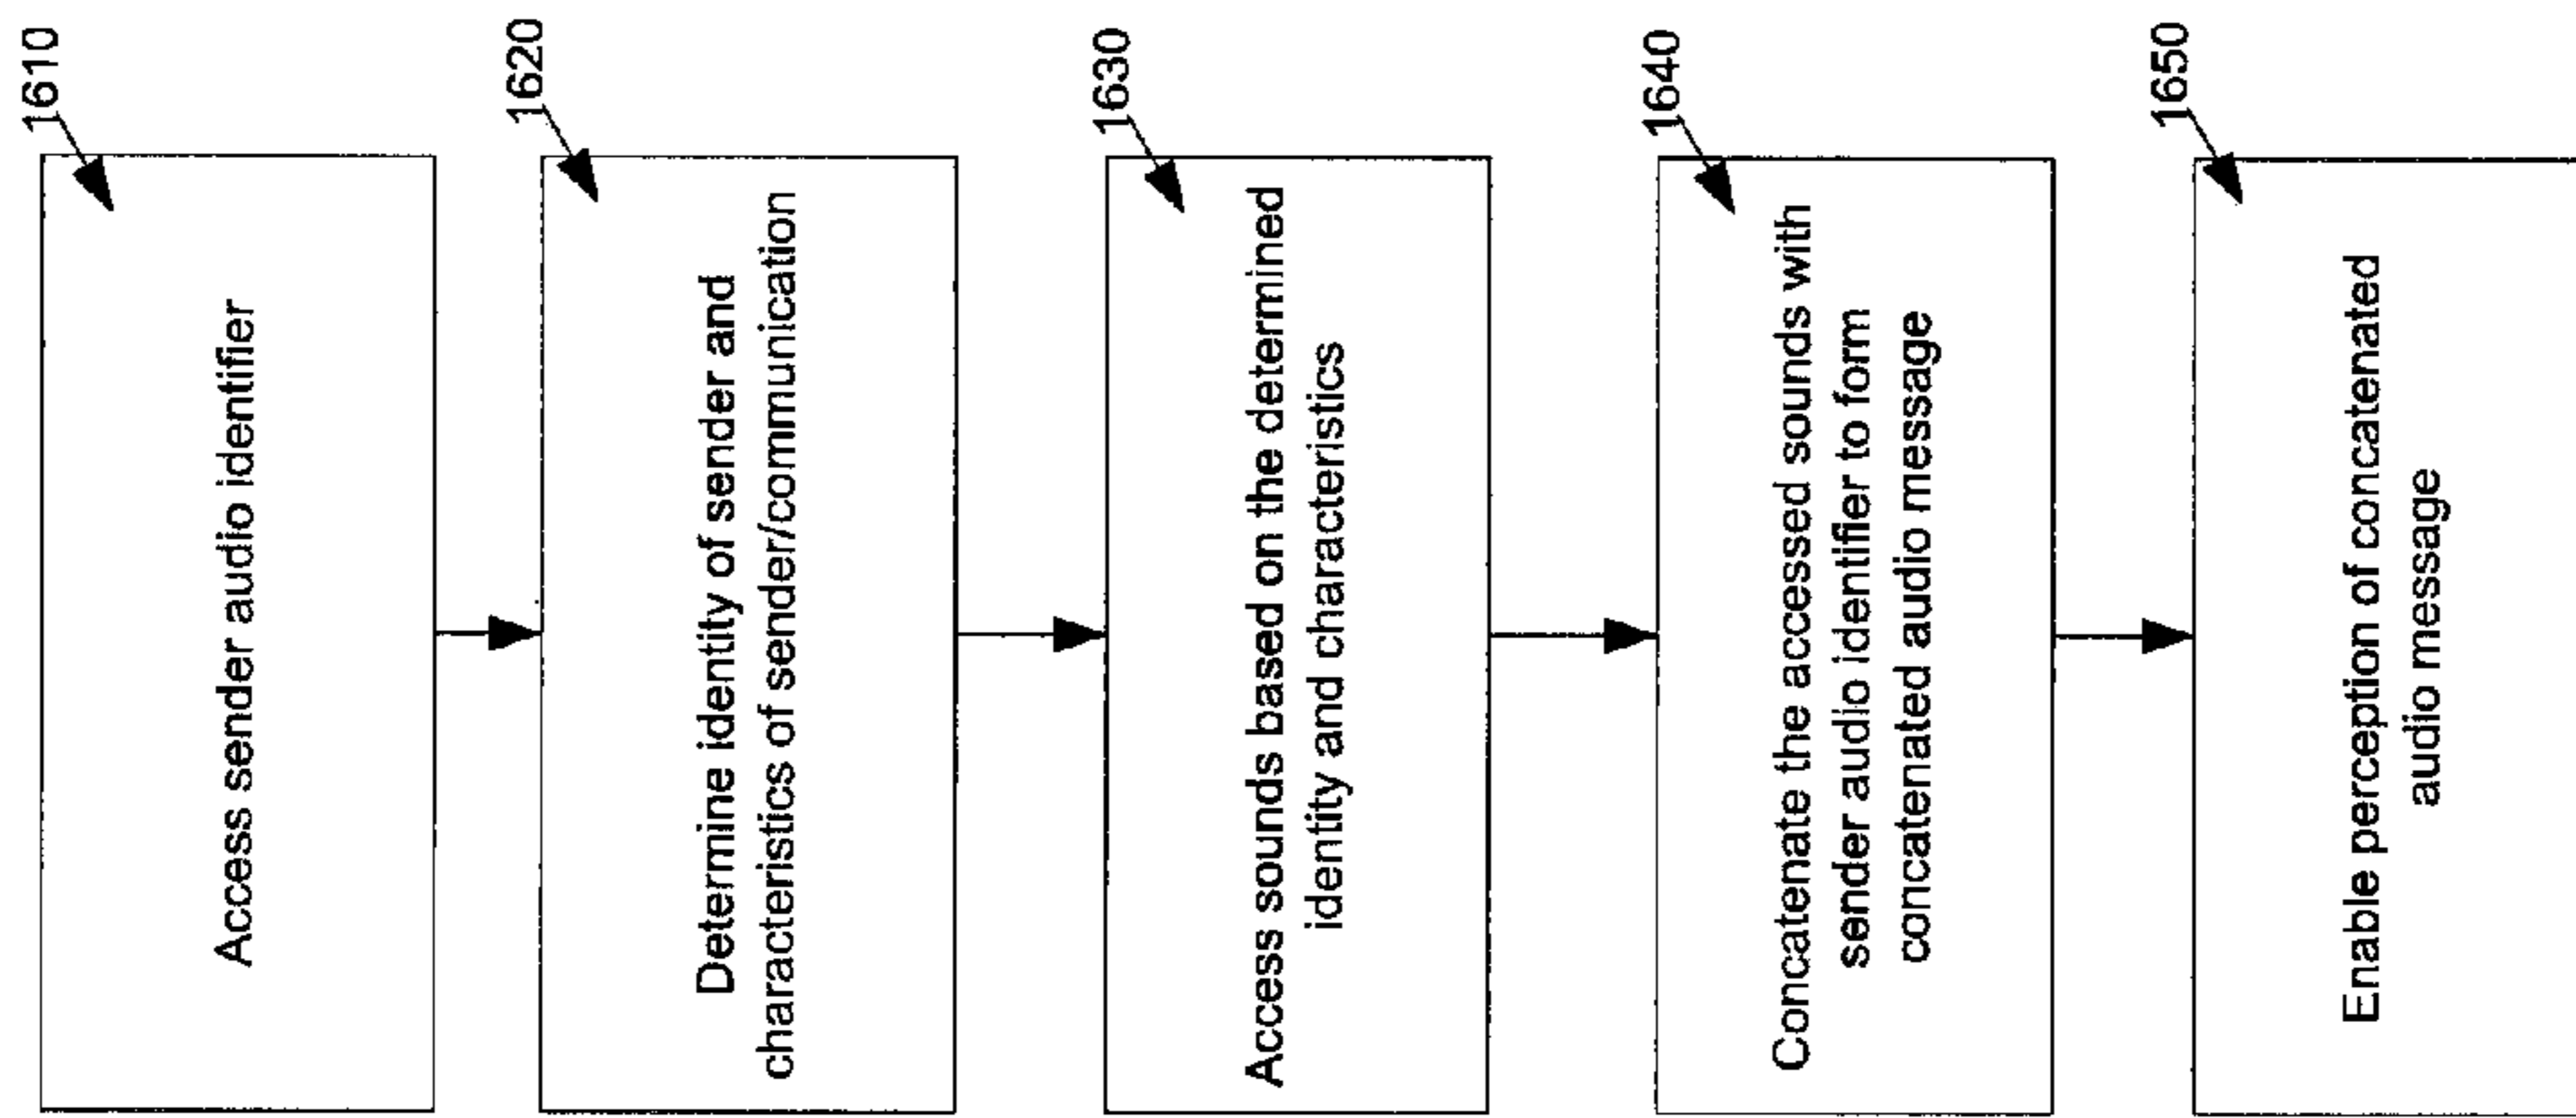 1610
Access sender audio identifier
1620
Determine identity of sender and
characteristics of sender/communication
1630
Access sounds based on the determined
identity and characteristics
1640
Concatenate the accessed sounds with
sender audio identifier to form
concatenated audio message
1650
Enable perception of concatenated
audio message